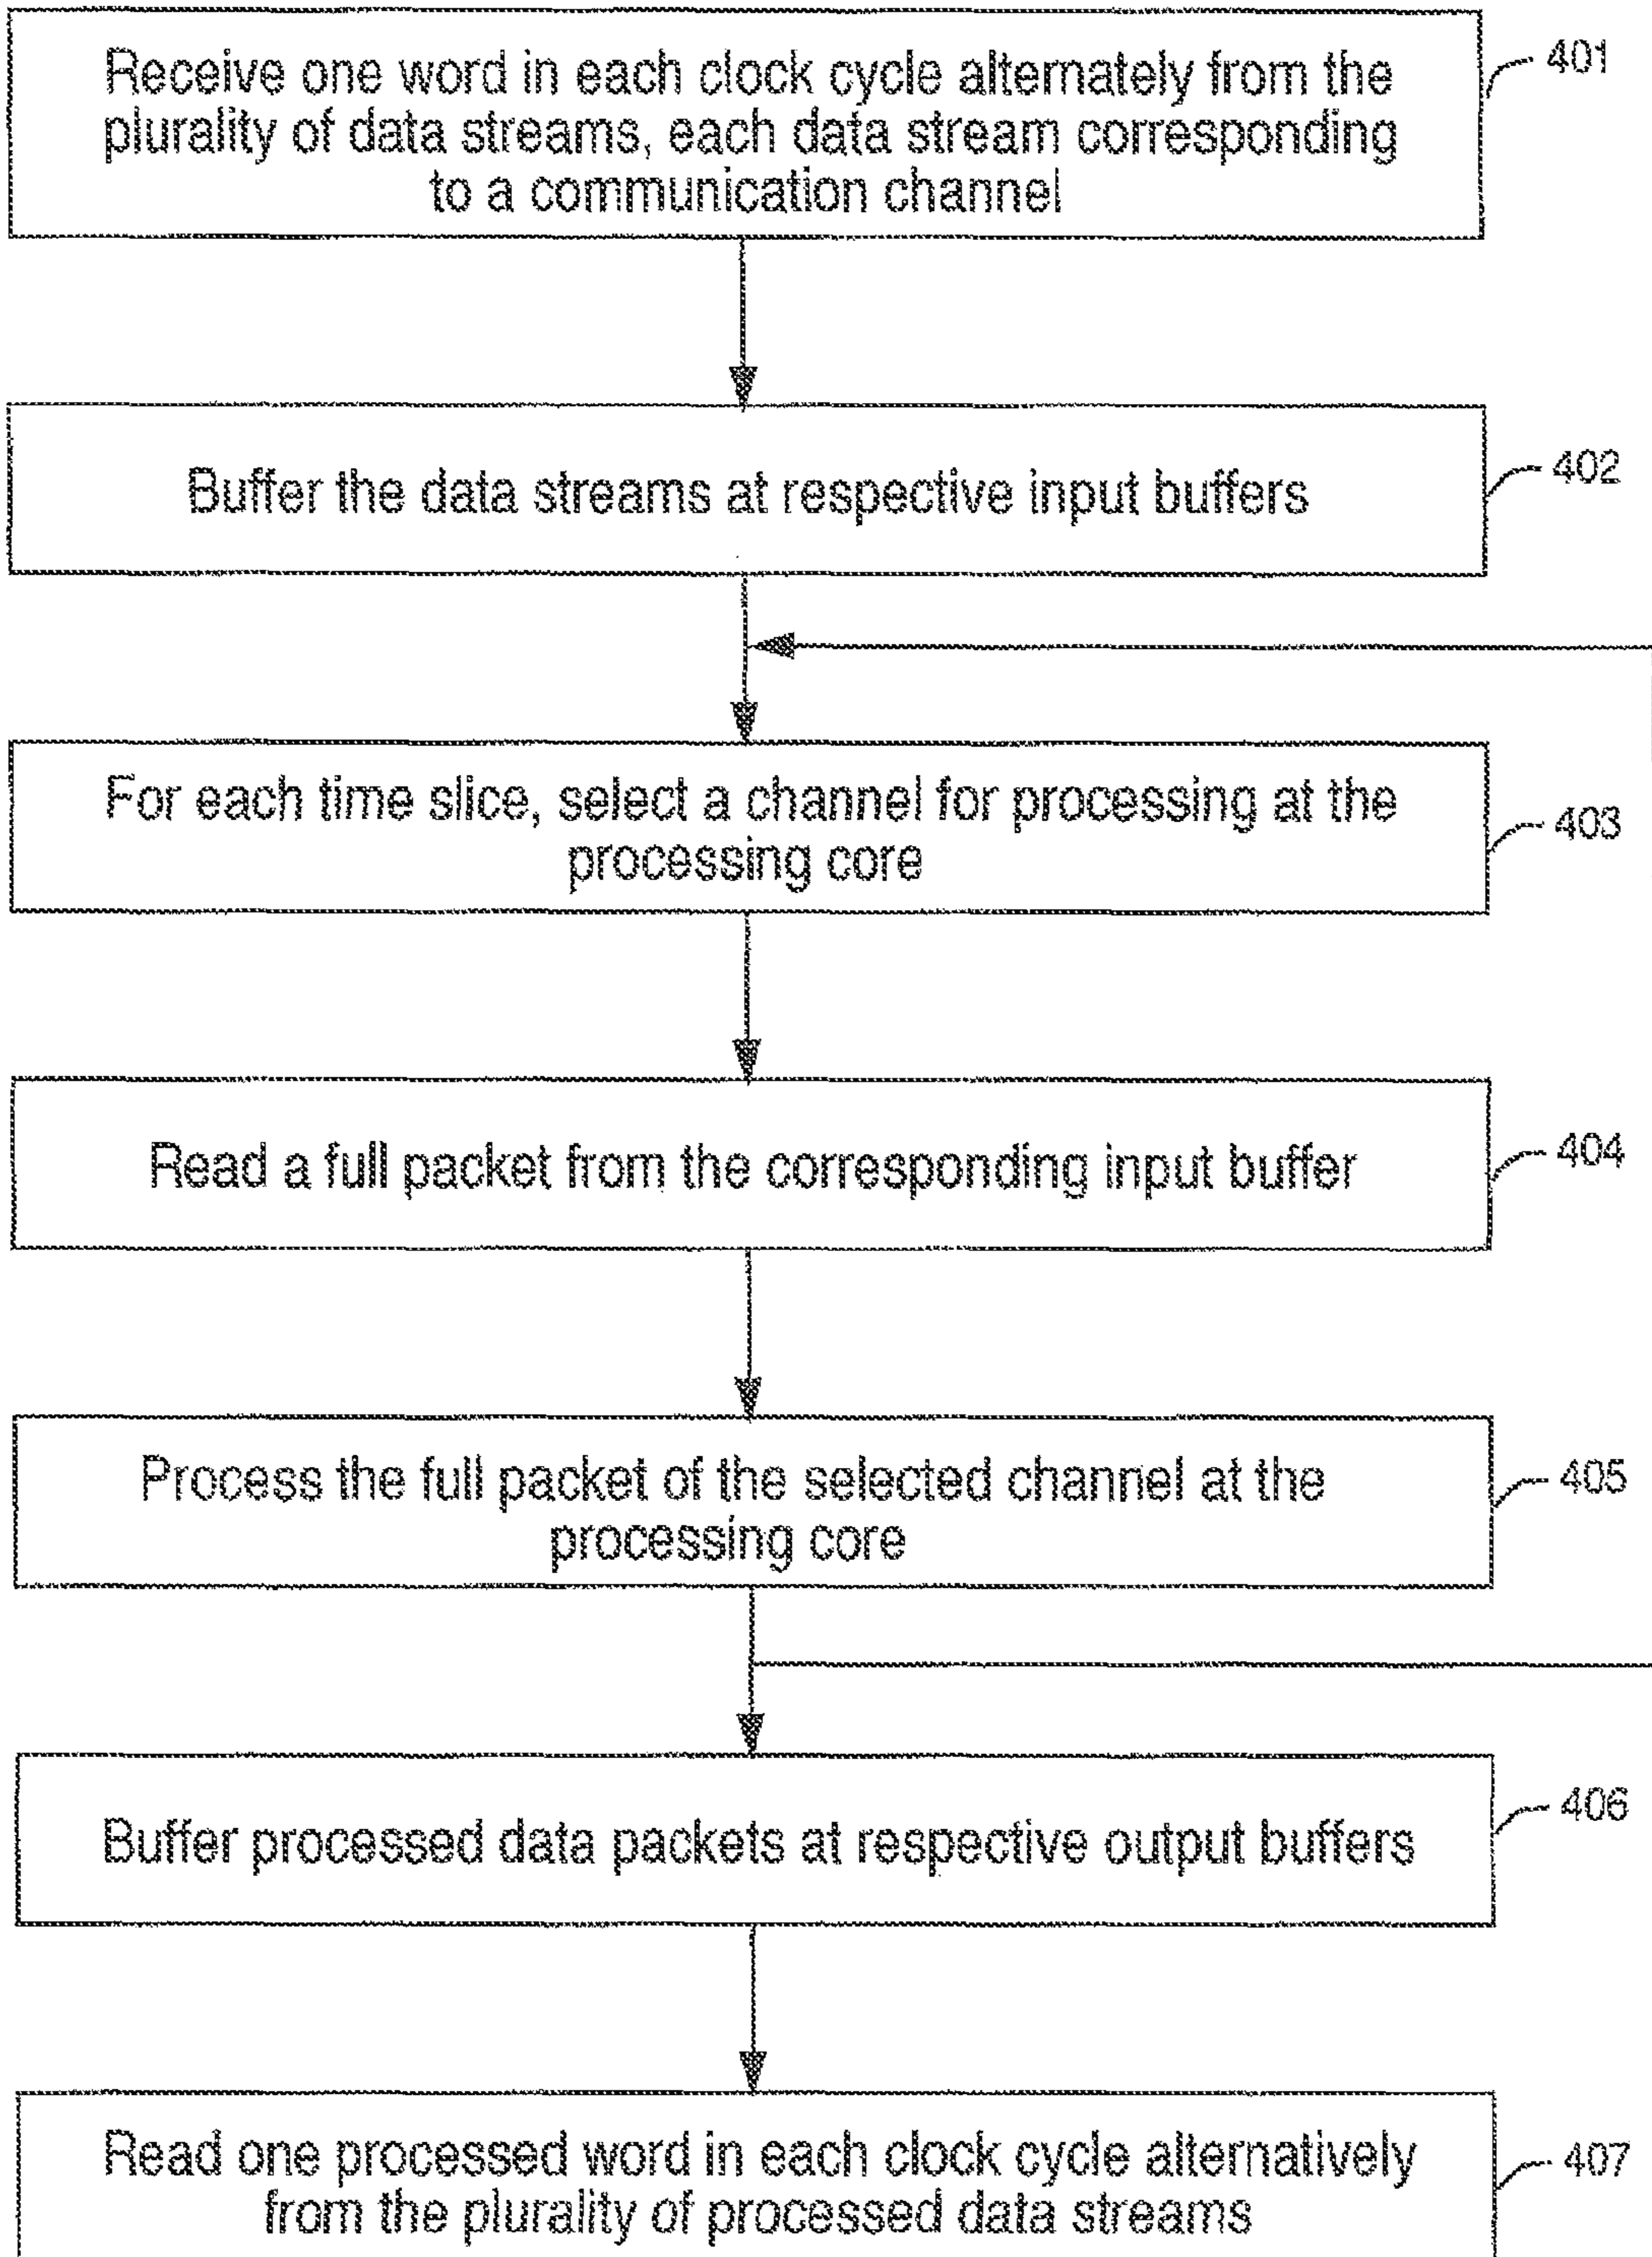 Receive one word in each clock cycle alternately from the
plurality of data streams, each data stream corresponding
to a communication channel
401
Buffer the data streams at respective input buffers
402
For each time slice, select a channel for processing at the
processing core
403
Read a full packet from the corresponding input buffer
404
Process the full packet of the selected channel at the
processing core
405
Buffer processed data packets at respective output buffers
406
Read one processed word in each clock cycle alternatively
from the plurality of processed data streams
407